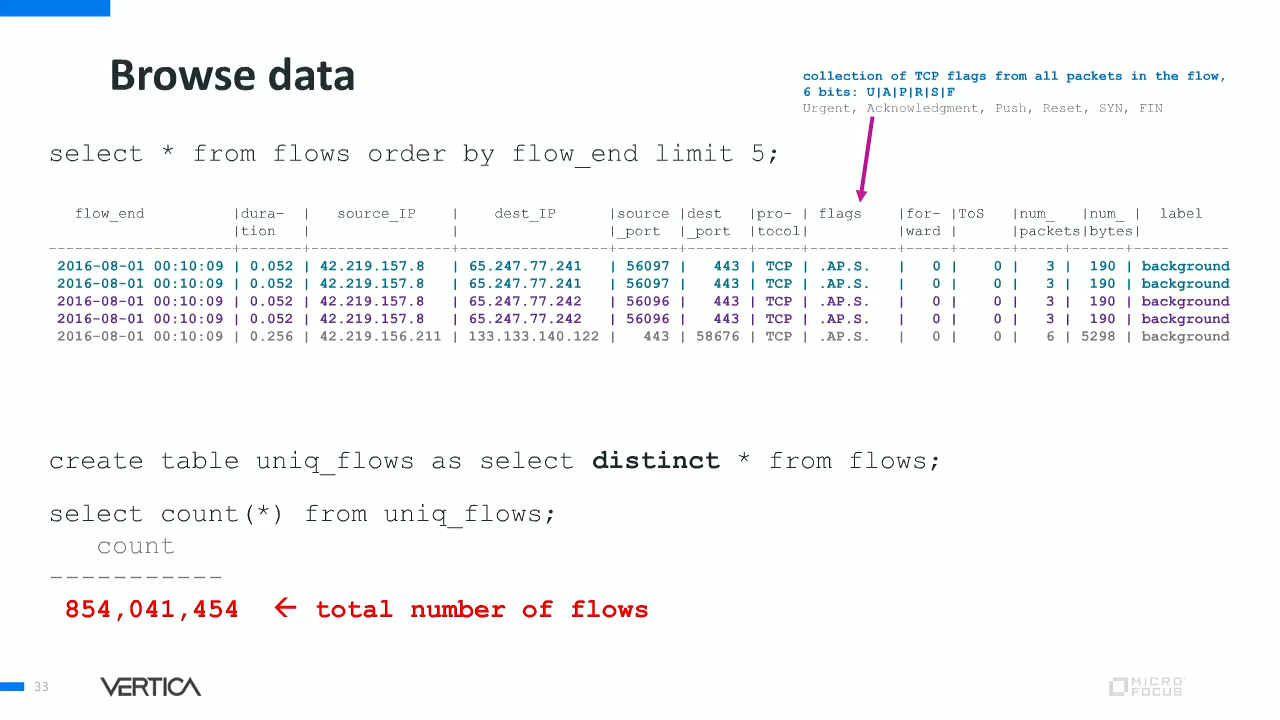 Browse data
collection of TCP flags from all packets in the flow,
6 bits: U|A|P|R|S|F
Urgent, Acknowledgment, Push, Reset, SYN, FIN
select * from flows order by flow_end limit 5;
flow_end |dura- | source_IP | dest_IP |source |dest |pro- | flags |for- |ToS |num_ |num_ | label
|tion | | |_port |_port |tocol| |ward | |packets|bytes|
2016-08-01 00:10:09 | 0.052 | 42.219.157.8 | 65.247.77.241 | 56097 | 443 | TCP | .AP.S. | 0 | 0 | 3 | 190 | background
2016-08-01 00:10:09 | 0.052 | 42.219.157.8 | 65.247.77.241 | 56097 | 443 | TCP | .AP.S. | 0 | 0 | 3 | 190 | background
2016-08-01 00:10:09 | 0.052 | 42.219.157.8 | 65.247.77.242 | 56096 | 443 | TCP | .AP.S. | 0 | 0 | 3 | 190 | background
2016-08-01 00:10:09 | 0.052 | 42.219.157.8 | 65.247.77.242 | 56096 | 443 | TCP | .AP.S. | 0 | 0 | 3 | 190 | background
2016-08-01 00:10:09 | 0.256 | 42.219.156.211 | 133.133.140.122 | 443 | 58676 | TCP | .AP.S. | 0 | 0 | 6 | 5298 | background
create table uniq_flows as select distinct * from flows;
select count(*) from uniq_flows;
count
-----------
854,041,454 ← total number of flows
33
VERTICA
MICRO
FOCUS